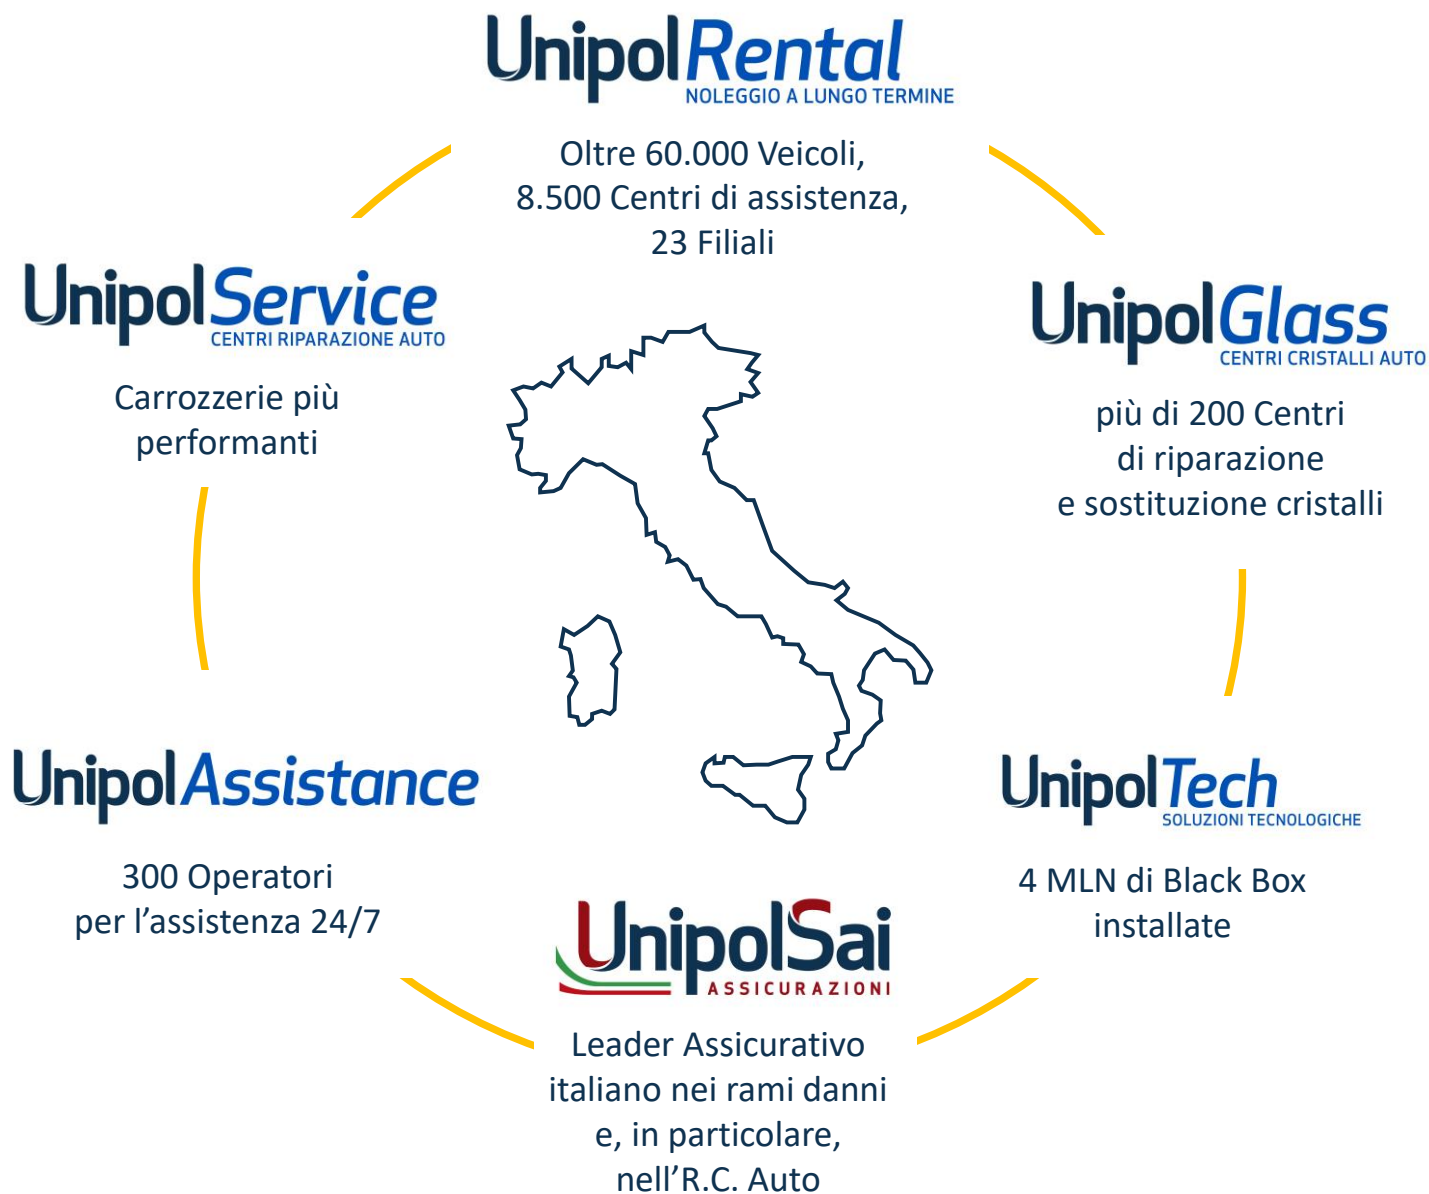 UnipolRental
NOLEGGIO A LUNGO TERMINE
Oltre 60.000 Veicoli,
8.500 Centri di assistenza,
23 Filiali
UnipolService
CENTRI RIPARAZIONE AUTO
Carrozzerie più
performanti
UnipolGlass
CENTRI CRISTALLI AUTO
più di 200 Centri
di riparazione
e sostituzione cristalli
UnipolAssistance
300 Operatori
per l’assistenza 24/7
UnipolTech
SOLUZIONI TECNOLOGICHE
4 MLN di Black Box
installate
UnipolSai
ASSICURAZIONI
Leader Assicurativo
italiano nei rami danni
e, in particolare,
nell’R.C. Auto